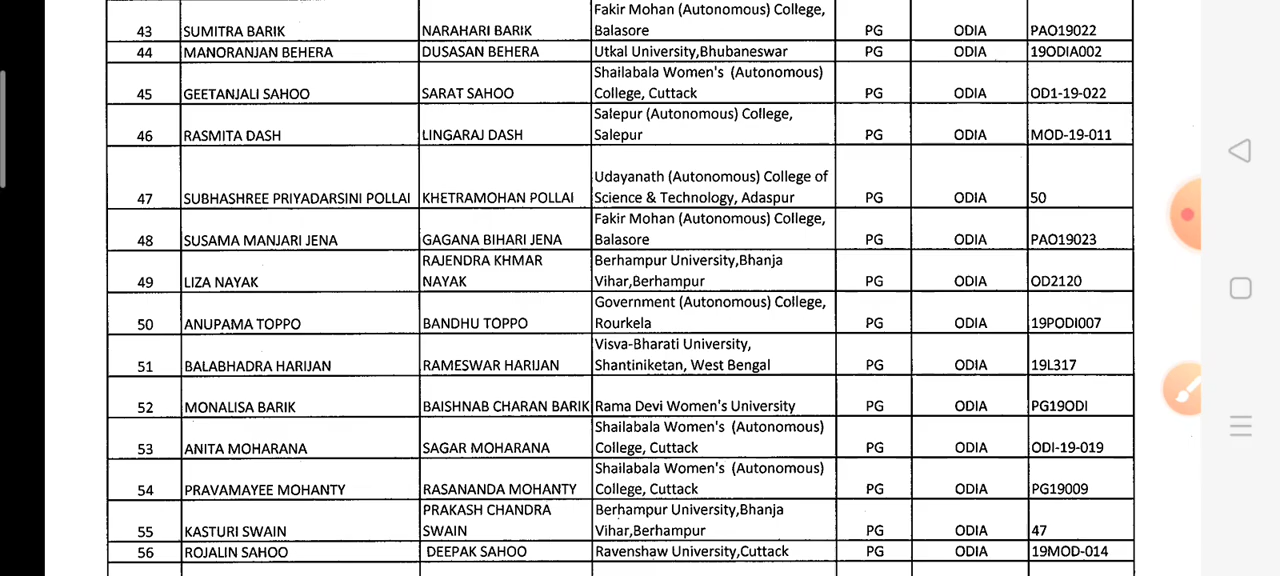 Fakir Mohan (Autonomous) College,
43 SUMITRA BARIK NARAHARI BARIK Balasore PG ODIA PAO19022
44 MANORANJAN BEHERA DUSASAN BEHERA Utkal University,Bhubaneswar PG ODIA 19ODIA002
Shailabala Women's (Autonomous)
45 GEETANJALI SAHOO SARAT SAHOO College, Cuttack PG ODIA OD1-19-022
Salepur (Autonomous) College,
46 RASMITA DASH LINGARAJ DASH Salepur PG ODIA MOD-19-011
Udayanath (Autonomous) College of
47 SUBHASHREE PRIYADARSINI POLLAI KHETRAMOHAN POLLAI Science & Technology, Adaspur PG ODIA 50
Fakir Mohan (Autonomous) College,
48 SUSAMA MANJARI JENA GAGANA BIHARI JENA Balasore PG ODIA PAO19023
RAJENDRA KHMAR Berhampur University,Bhanja
49 LIZA NAYAK NAYAK Vihar,Berhampur PG ODIA OD2120
Government (Autonomous) College,
50 ANUPAMA TOPPO BANDHU TOPPO Rourkela PG ODIA 19PODI007
Visva-Bharati University,
51 BALABHADRA HARIJAN RAMESWAR HARIJAN Shantiniketan, West Bengal PG ODIA 19L317
52 MONALISA BARIK BAISHNAB CHARAN BARIK Rama Devi Women's University PG ODIA PG19ODI
Shailabala Women's (Autonomous)
53 ANITA MOHARANA SAGAR MOHARANA College, Cuttack PG ODIA ODI-19-019
Shailabala Women's (Autonomous)
54 PRAVAMAYEE MOHANTY RASANANDA MOHANTY College, Cuttack PG ODIA PG19009
PRAKASH CHANDRA Berhampur University,Bhanja
55 KASTURI SWAIN SWAIN Vihar,Berhampur PG ODIA 47
56 ROJALIN SAHOO DEEPAK SAHOO Ravenshaw University,Cuttack PG ODIA 19MOD-014